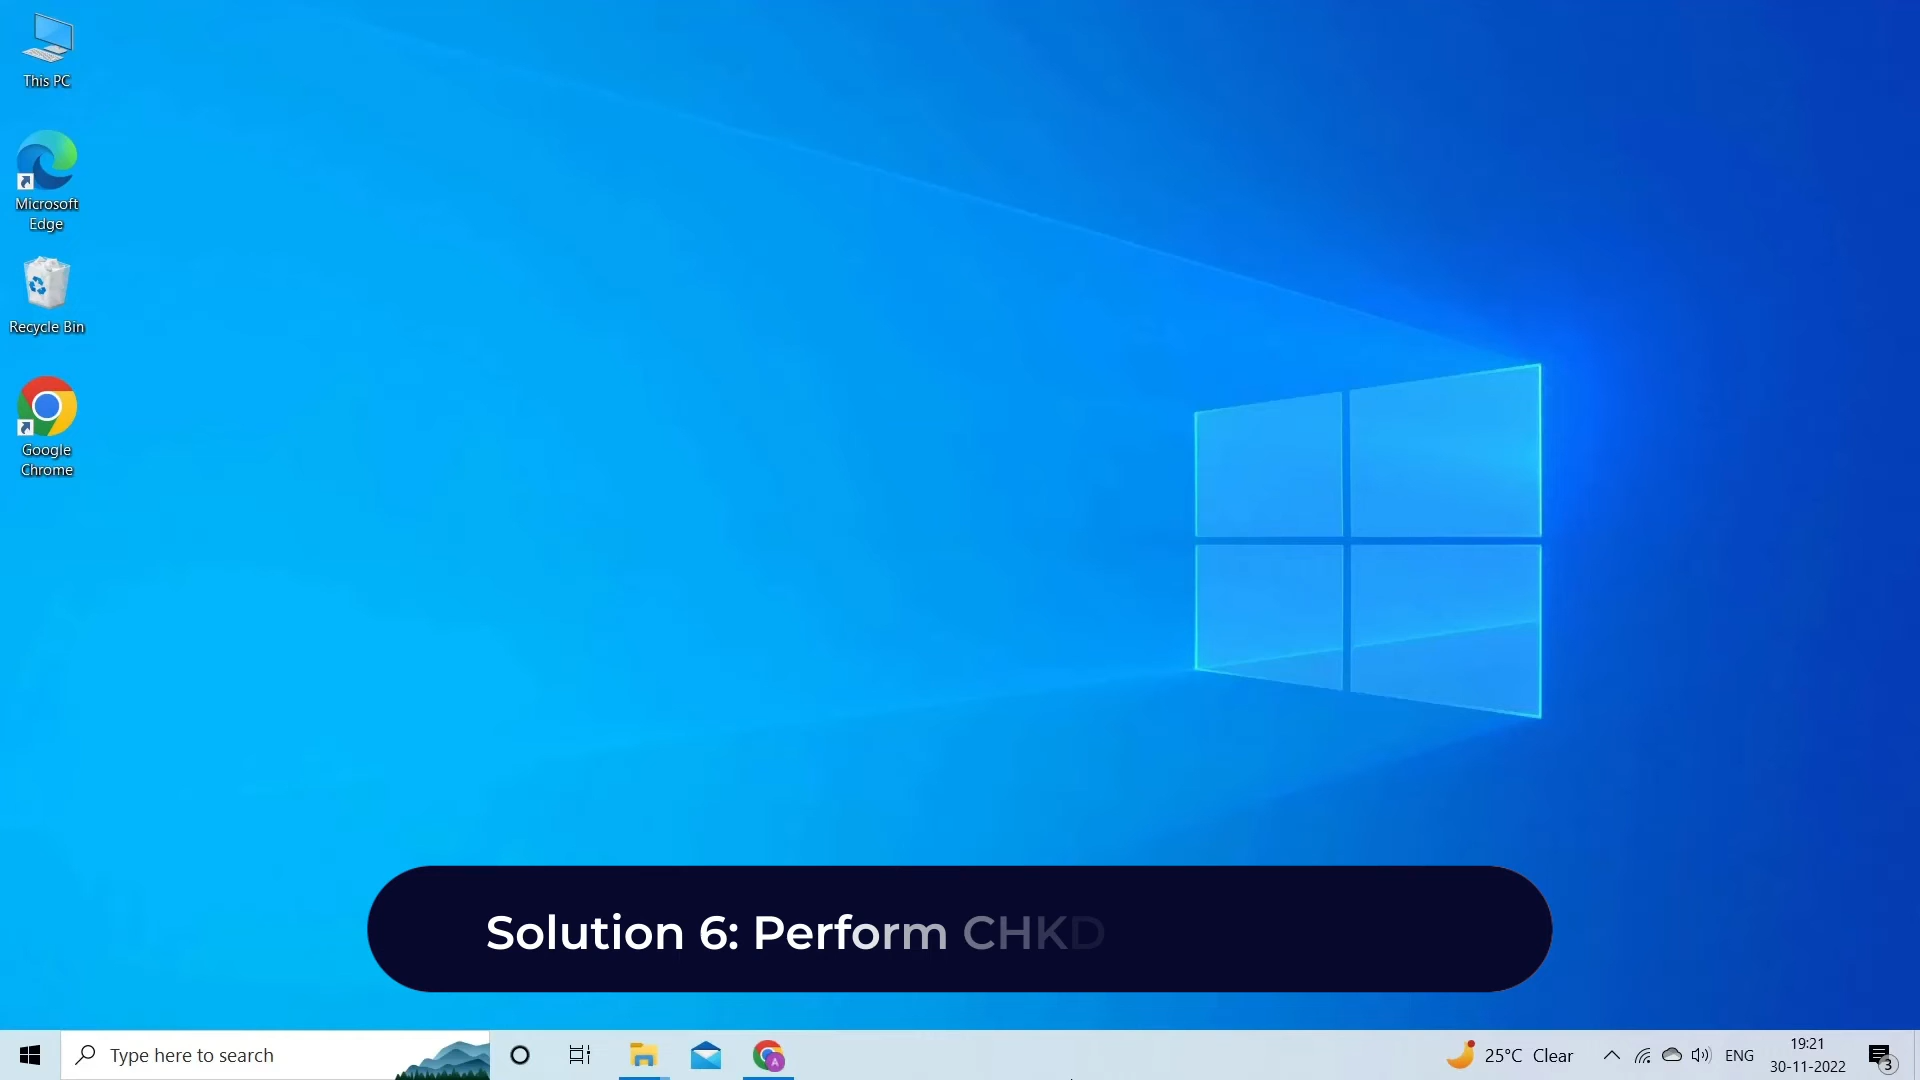 This PC
Microsoft
Edge
Recycle Bin
Google
Chrome
Solution 6: Perform CHKD
Type here to search
A
25°C Clear
ENG
19:21
30-11-2022
3